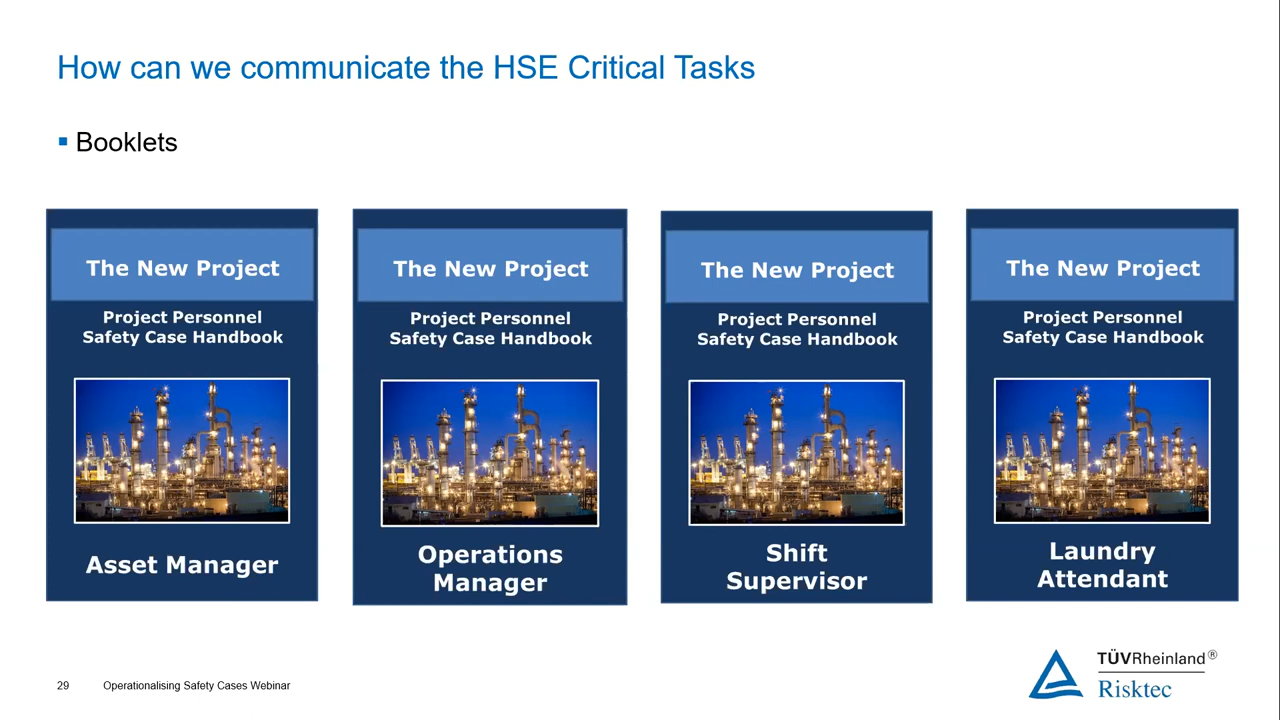 How can we communicate the HSE Critical Tasks
Booklets
The New Project
Project Personnel
Safety Case Handbook
Asset Manager
The New Project
Project Personnel
Safety Case Handbook
Operations
Manager
The New Project
Project Personnel
Safety Case Handbook
Shift
Supervisor
The New Project
Project Personnel
Safety Case Handbook
Laundry
Attendant
29 Operationalising Safety Cases Webinar
TÜVRheinland®
Risktec